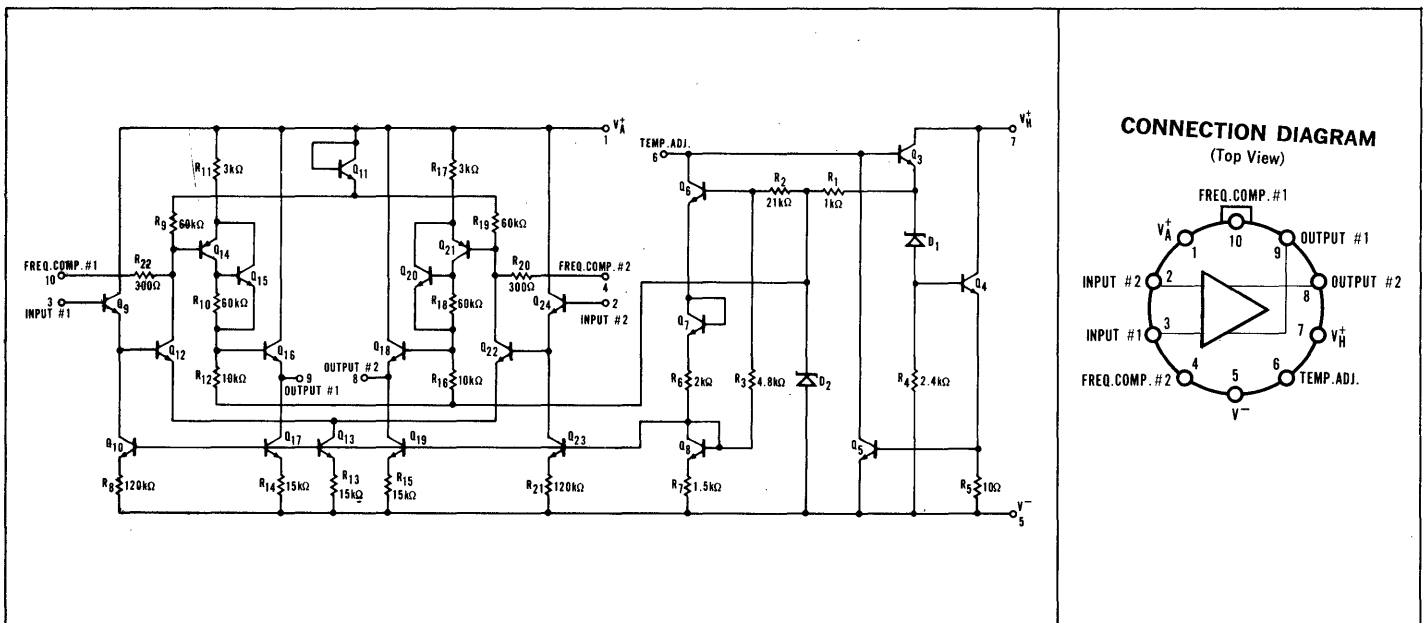 V⁺A
1
R11 3kΩ
Q11
R17 3kΩ
R9 60kΩ
R19 60kΩ
Q14
Q21
FREQ.COMP.#1
10
R22
300Ω
Q15
Q20
R20
300Ω
FREQ.COMP.#2
4
R10 60kΩ
R18 60kΩ
3
INPUT #1
Q9
Q24
2
INPUT #2
Q12
Q16
Q18
Q22
R12 10kΩ
9
OUTPUT #1
OUTPUT #2
8
R16 10kΩ
Q10
Q17
Q13
Q19
Q23
R8 120kΩ
R14 15kΩ
R13
15kΩ
R15
15kΩ
R21 120kΩ
TEMP.ADJ.
6
V⁺H
7
Q3
Q6
R2
21kΩ
R1
1kΩ
D1
Q4
Q7
R6 2kΩ
R3 4.8kΩ
D2
R4 2.4kΩ
Q8
Q5
R7 1.5kΩ
R5 10Ω
V⁻
5
CONNECTION DIAGRAM
(Top View)
FREQ.COMP.#1
10
V⁺A
1
9
OUTPUT #1
INPUT #2
2
8
OUTPUT #2
INPUT #1
3
7
V⁺H
FREQ.COMP.#2
4
5
6
TEMP.ADJ.
V⁻